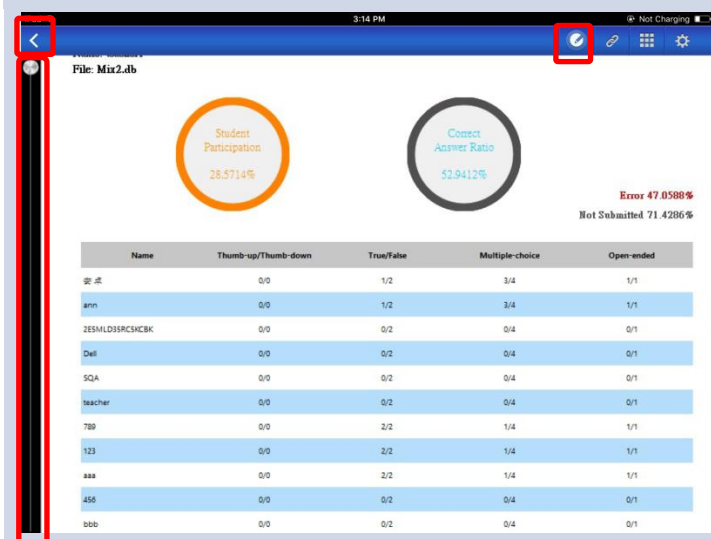 3:14 PM
Not Charging
File: Mix2.db
Student
Participation
28.5714%
Correct
Answer Ratio
52.9412%
Error 47.0588%
Not Submitted 71.4286%
Name Thumb-up/Thumb-down True/False Multiple-choice Open-ended
安卓 0/0 1/2 3/4 1/1
ann 0/0 1/2 3/4 1/1
2ESMLD3SRCSKCBK 0/0 0/2 0/4 0/1
Dell 0/0 0/2 0/4 0/1
SQA 0/0 0/2 0/4 0/1
teacher 0/0 0/2 0/4 0/1
789 0/0 2/2 1/4 1/1
123 0/0 2/2 1/4 1/1
aaa 0/0 2/2 1/4 1/1
456 0/0 0/2 0/4 0/1
bbb 0/0 0/2 0/4 0/1